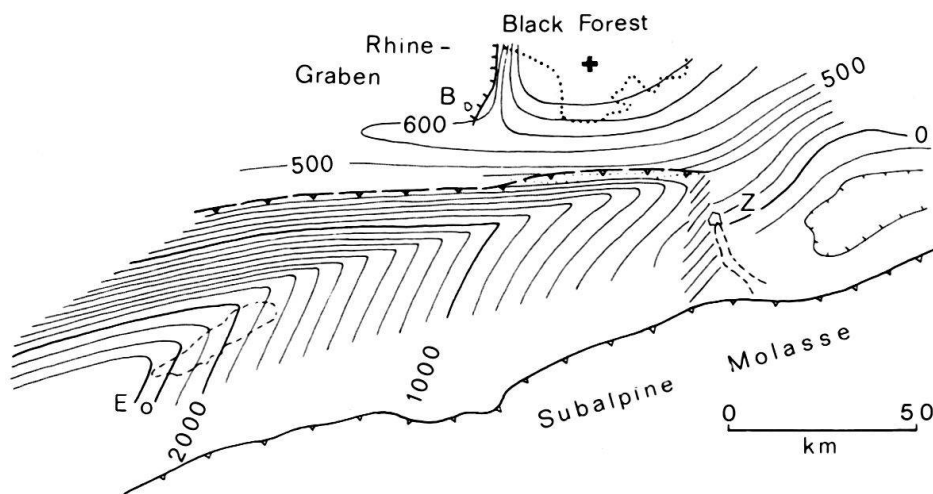 Black Forest
Rhine-
Graben
B
600
500
500
0
Z
E
2000
1000
Subalpine Molasse
0 50
km